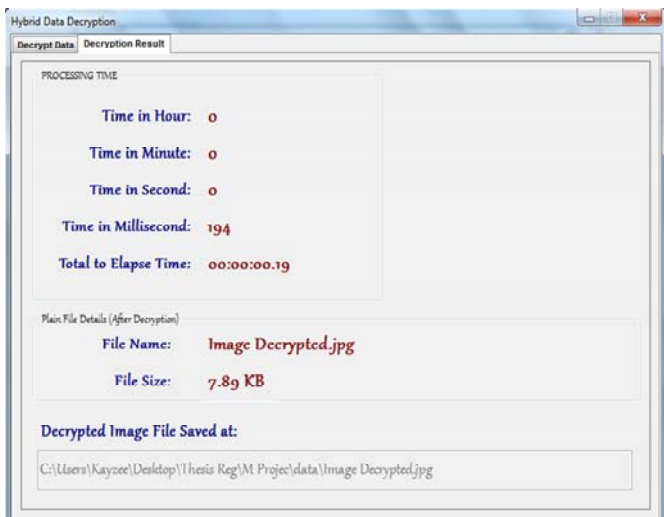 Hybrid Data Decryption
Decrypt Data Decryption Result
PROCESSING TIME
Time in Hour: 0
Time in Minute: 0
Time in Second: 0
Time in Millisecond: 194
Total to Elapse Time: 00:00:00.19
Plain File Details (After Decryption)
File Name: Image Decrypted.jpg
File Size: 7.89 KB
Decrypted Image File Saved at:
C:\Users\Kayzee\Desktop\Thesis Reg\M Projec\data\Image Decrypted.jpg